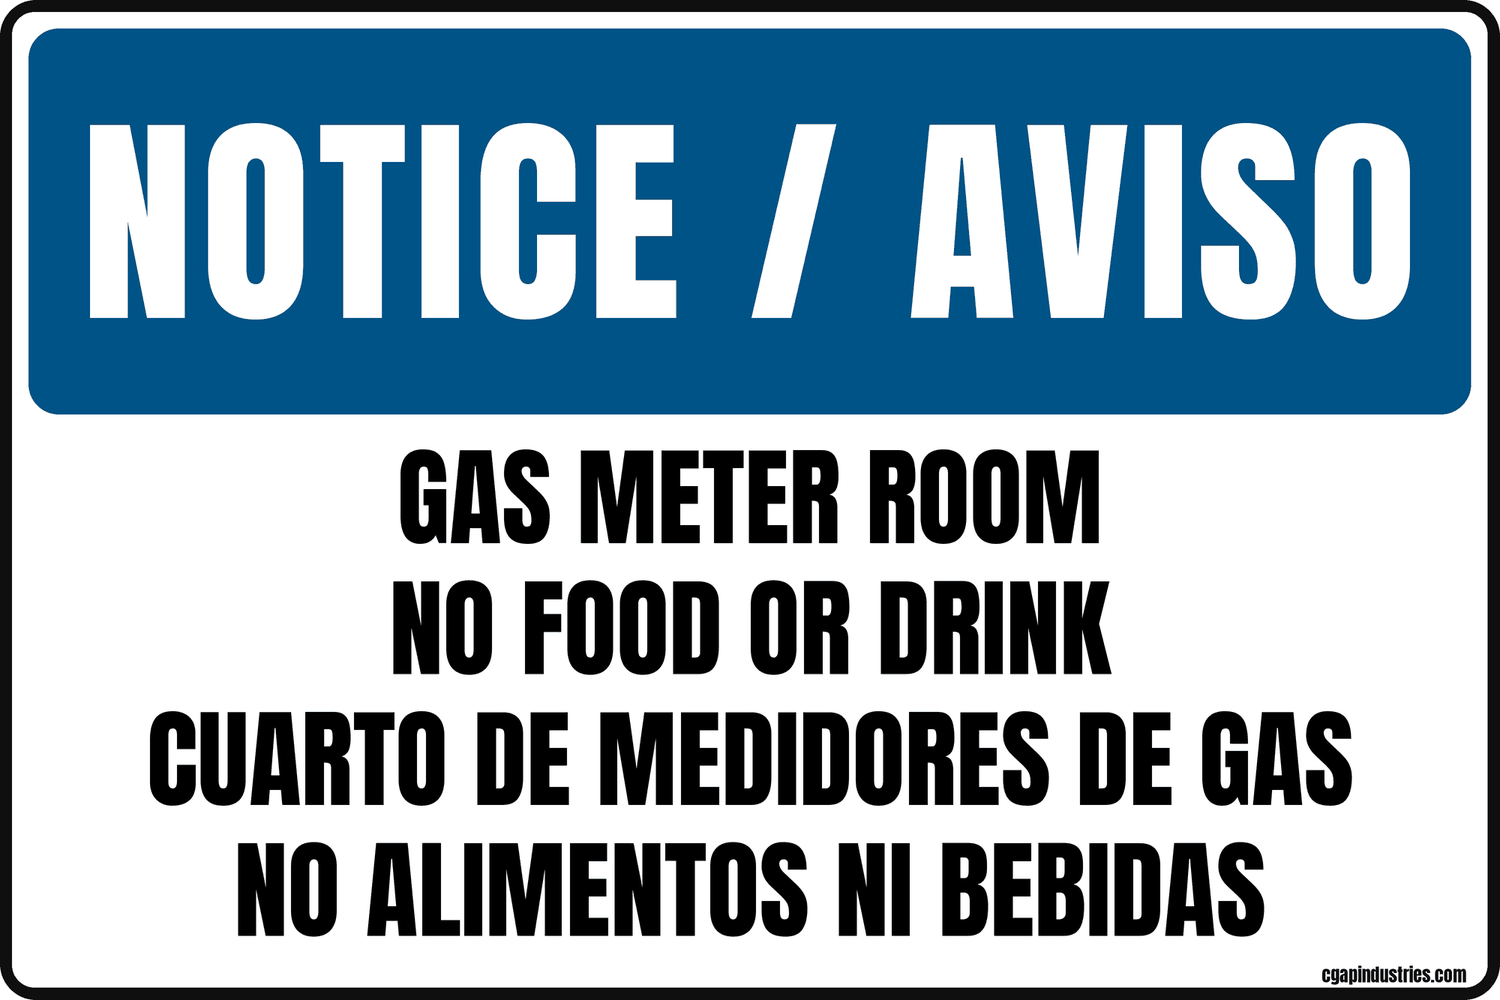 NOTICE / AVISO
GAS METER ROOM
NO FOOD OR DRINK
CUARTO DE MEDIDORES DE GAS
NO ALIMENTOS NI BEBIDAS
cgapindustries.com